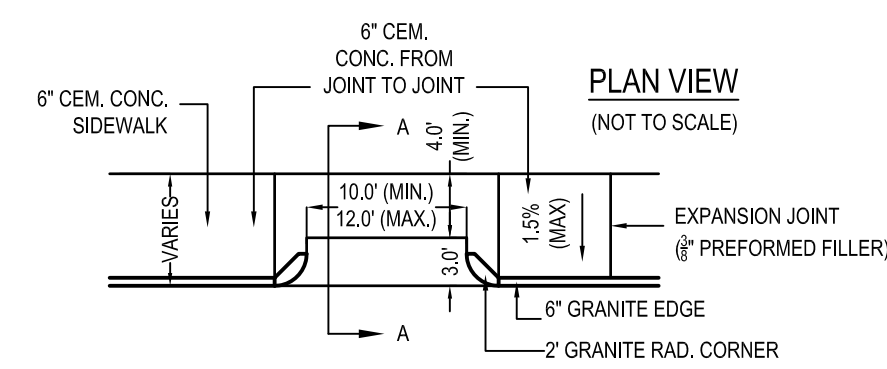 6" CEM.
CONC. FROM
JOINT TO JOINT
PLAN VIEW
(NOT TO SCALE)
6" CEM. CONC.
SIDEWALK
A
4.0'
(MIN.)
VARIES
10.0' (MIN.)
12.0' (MAX.)
1.5%
(MAX)
EXPANSION JOINT
(3/8" PREFORMED FILLER)
3.0'
6" GRANITE EDGE
A
2' GRANITE RAD. CORNER